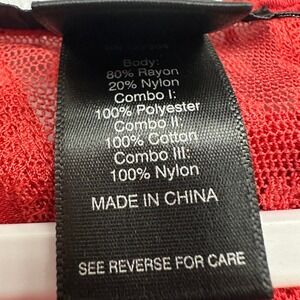 Body:
80% Rayon
20% Nylon
Combo I:
100% Polyester
Combo II:
100% Cotton
Combo III:
100% Nylon
MADE IN CHINA
SEE REVERSE FOR CARE